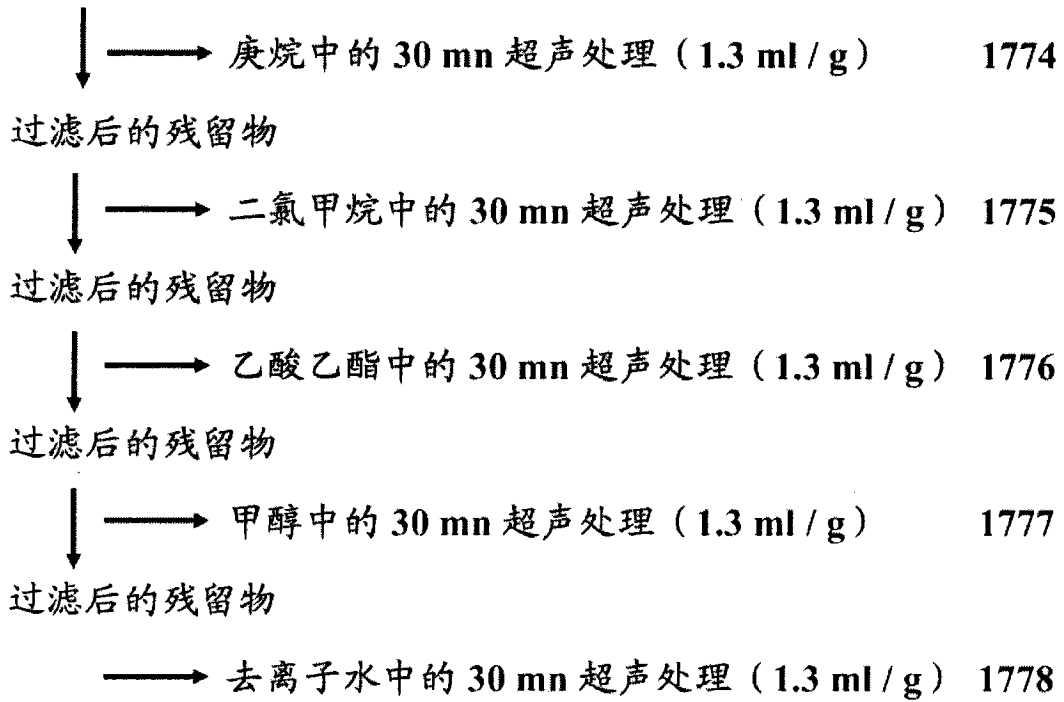 庚烷中的 30 mn 超声处理（1.3 ml / g） 1774
过滤后的残留物
二氯甲烷中的 30 mn 超声处理（1.3 ml / g） 1775
过滤后的残留物
乙酸乙酯中的 30 mn 超声处理（1.3 ml / g） 1776
过滤后的残留物
甲醇中的 30 mn 超声处理（1.3 ml / g） 1777
过滤后的残留物
去离子水中的 30 mn 超声处理（1.3 ml / g） 1778